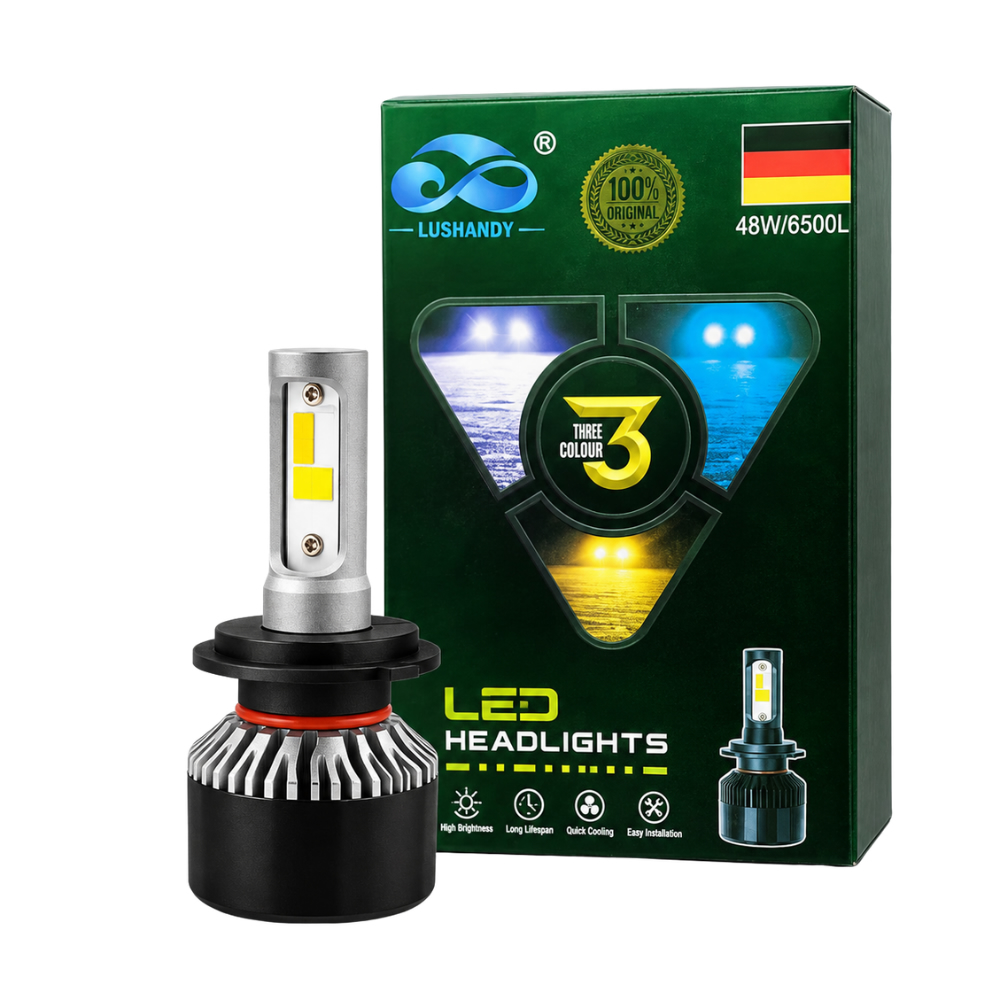 ®
LUSHANDY
100%
ORIGINAL
48W/6500L
THREE
COLOUR
3
LED
HEADLIGHTS
High Brightness
Long Lifespan
Quick Cooling
Easy Installation